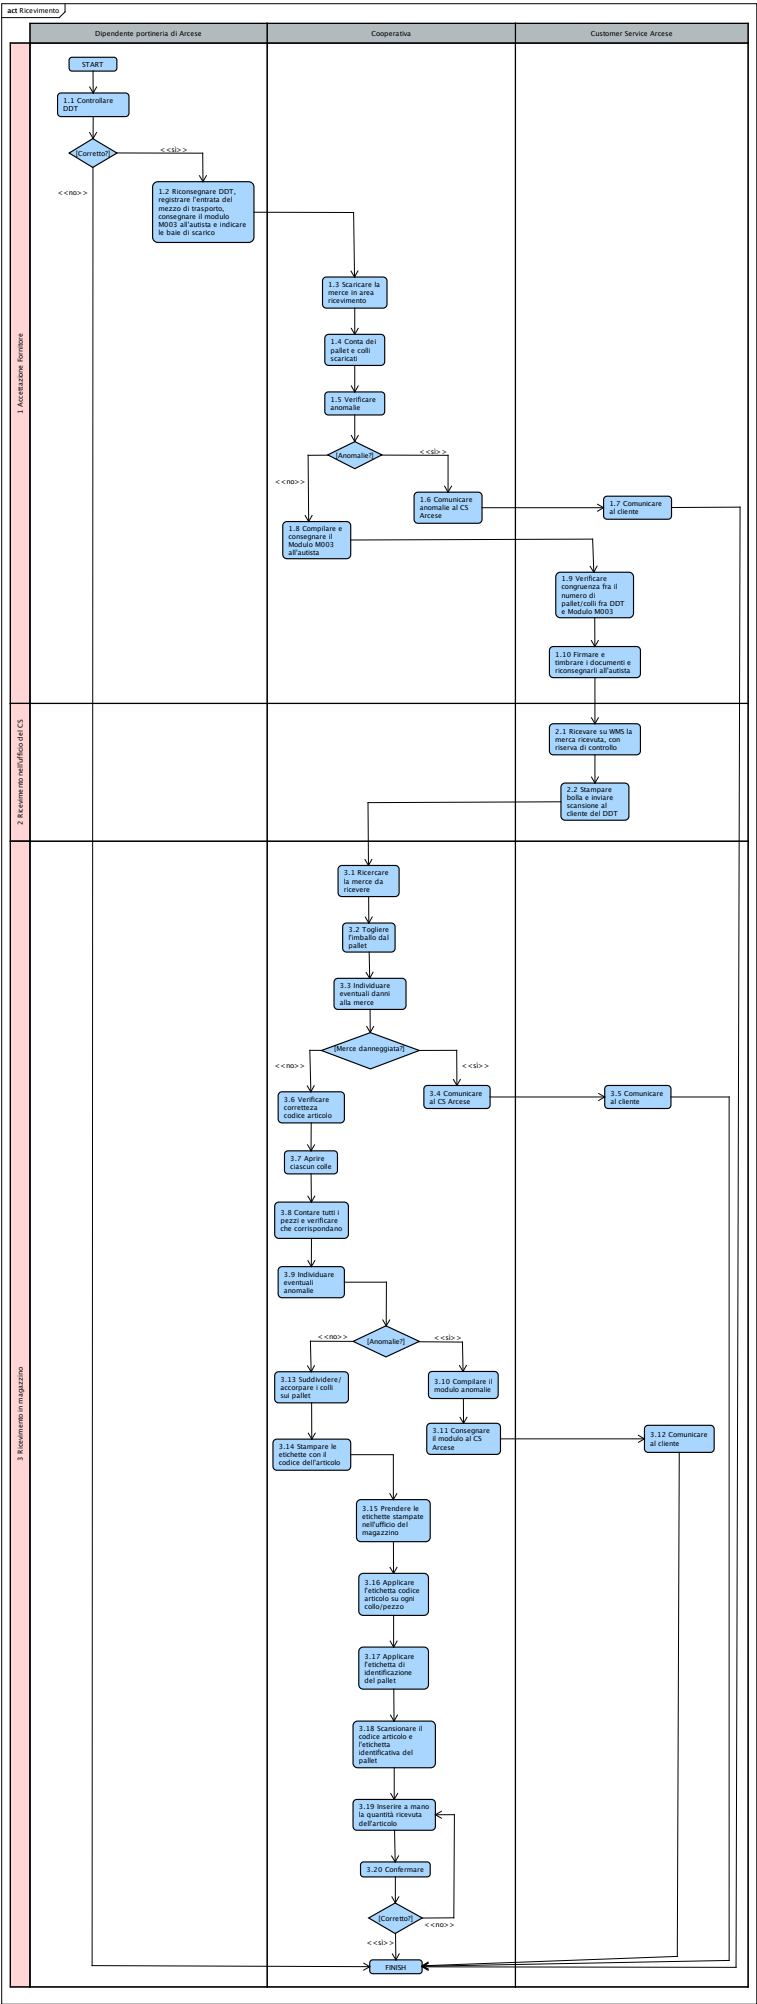 act Ricevimento
Dipendente portineria di Arcese
Cooperativa
Customer Service Arcese
1 Accettazione Fornitore
START
1.1 Controllare
DDT
[Corretto?]
<<sì>>
<<no>>
1.2 Riconsegnare DDT,
registrare l'entrata del
mezzo di trasporto,
consegnare il modulo
M003 all'autista e indicare
le baie di scarico
1.3 Scaricare la
merce in area
ricevimento
1.4 Conta dei
pallet e colli
scaricati
1.5 Verificare
anomalie
[Anomalie?]
<<sì>>
<<no>>
1.6 Comunicare
anomalie al CS
Arcese
1.7 Comunicare
al cliente
1.8 Compilare e
consegnare il
Modulo M003
all'autista
1.9 Verificare
congruenza fra il
numero di
pallet/colli fra DDT
e Modulo M003
1.10 Firmare e
timbrare i documenti e
riconsegnarli all'autista
2 Ricevimento nell'ufficio del CS
2.1 Ricevare su WMS la
merca ricevuta, con
riserva di controllo
2.2 Stampare
bolla e inviare
scansione al
cliente del DDT
3 Ricevimento in magazzino
3.1 Ricercare
la merce da
ricevere
3.2 Togliere
l'imballo dal
pallet
3.3 Individuare
eventuali danni
alla merce
[Merce danneggiata?]
<<no>>
<<sì>>
3.4 Comunicare
al CS Arcese
3.5 Comunicare
al cliente
3.6 Verificare
corretteza
codice articolo
3.7 Aprire
ciascun colle
3.8 Contare tutti i
pezzi e verificare
che corrispondano
3.9 Individuare
eventuali
anomalie
[Anomalie?]
<<no>>
<<sì>>
3.13 Suddividere/
accorpare i colli
sui pallet
3.10 Compilare il
modulo anomalie
3.11 Consegnare
il modulo al CS
Arcese
3.12 Comunicare
al cliente
3.14 Stampare le
etichette con il
codice dell'articolo
3.15 Prendere le
etichette stampate
nell'ufficio del
magazzino
3.16 Applicare
l'etichetta codice
articolo su ogni
collo/pezzo
3.17 Applicare
l'etichetta di
identificazione
del pallet
3.18 Scansionare il
codice articolo e
l'etichetta
identificativa del
pallet
3.19 Inserire a mano
la quantità ricevuta
dell'articolo
3.20 Confermare
[Corretto?]
<<no>>
<<sì>>
FINISH